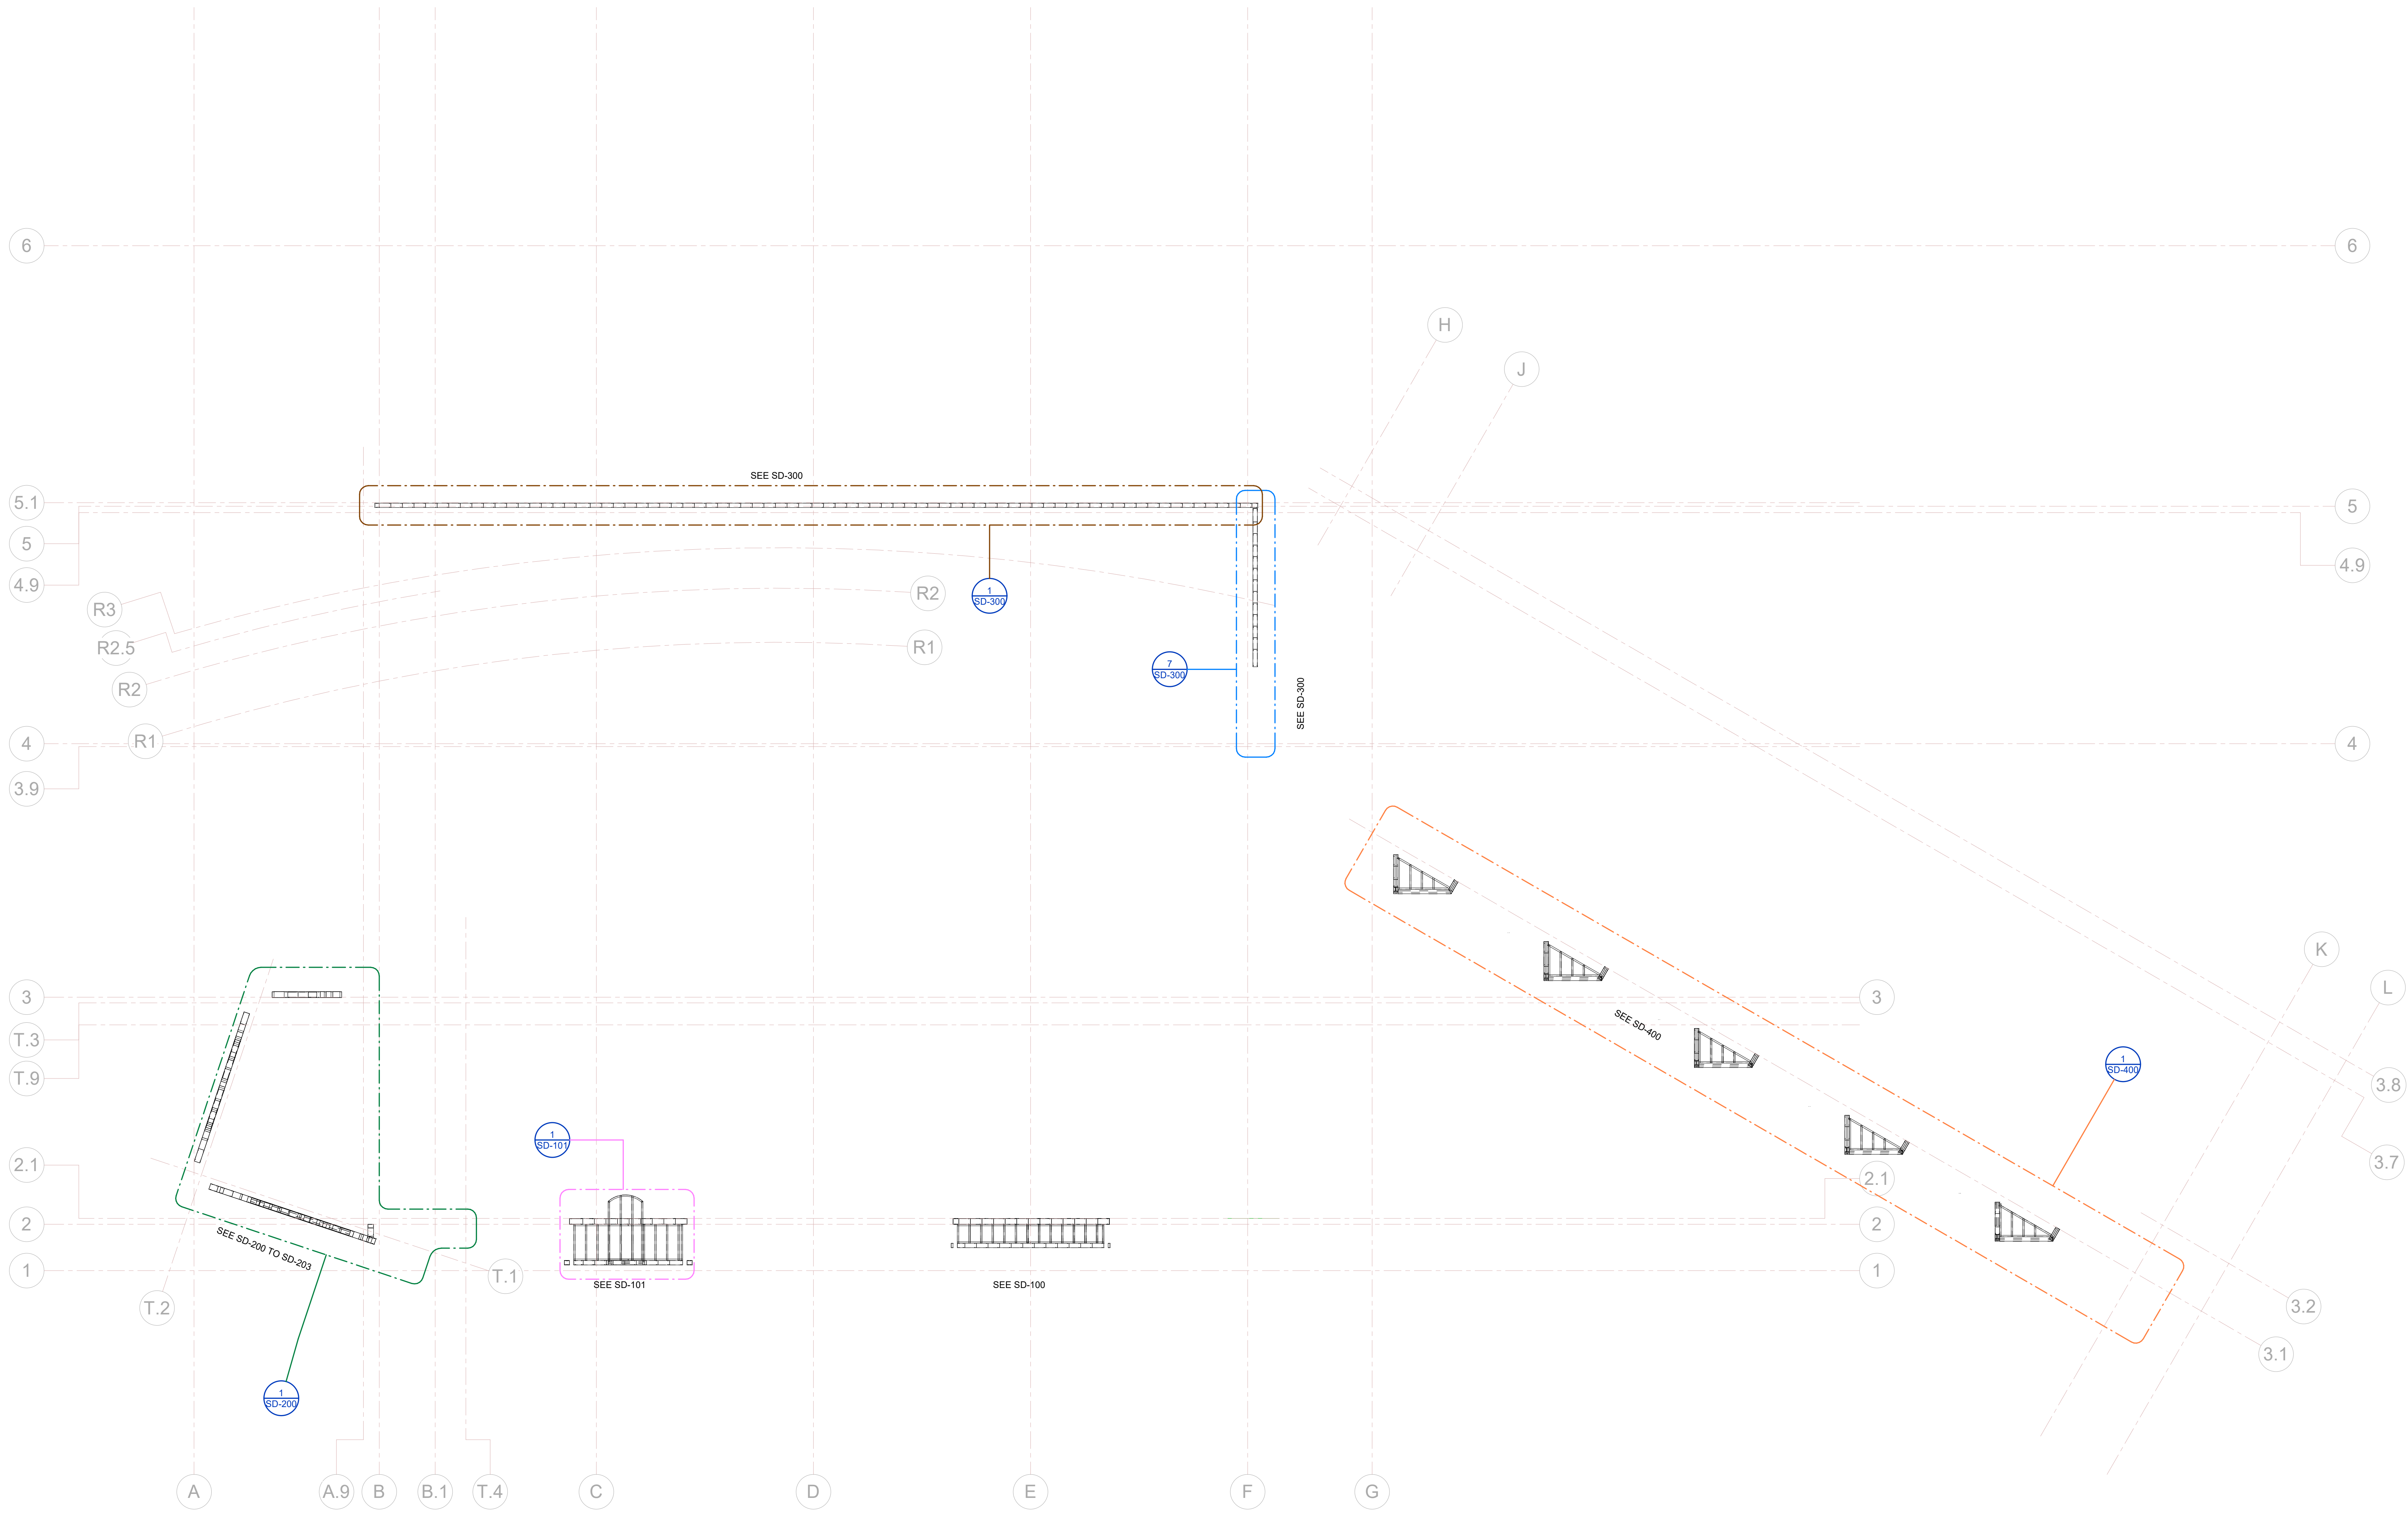 6
6
H
J
SEE SD-300
5.1
5
5
4.9
4.9
R3
R2
1
SD-300
R2.5
R1
7
SD-300
R2
SEE SD-300
R1
4
4
3.9
K
L
3
3
SEE SD-400
T.3
1
SD-400
T.9
3.8
1
SD-101
2.1
3.7
2.1
2
2
SEE SD-200 TO SD-203
1
T.1
1
SEE SD-101
SEE SD-100
T.2
3.2
3.1
1
SD-200
A
A.9
B
B.1
T.4
C
D
E
F
G